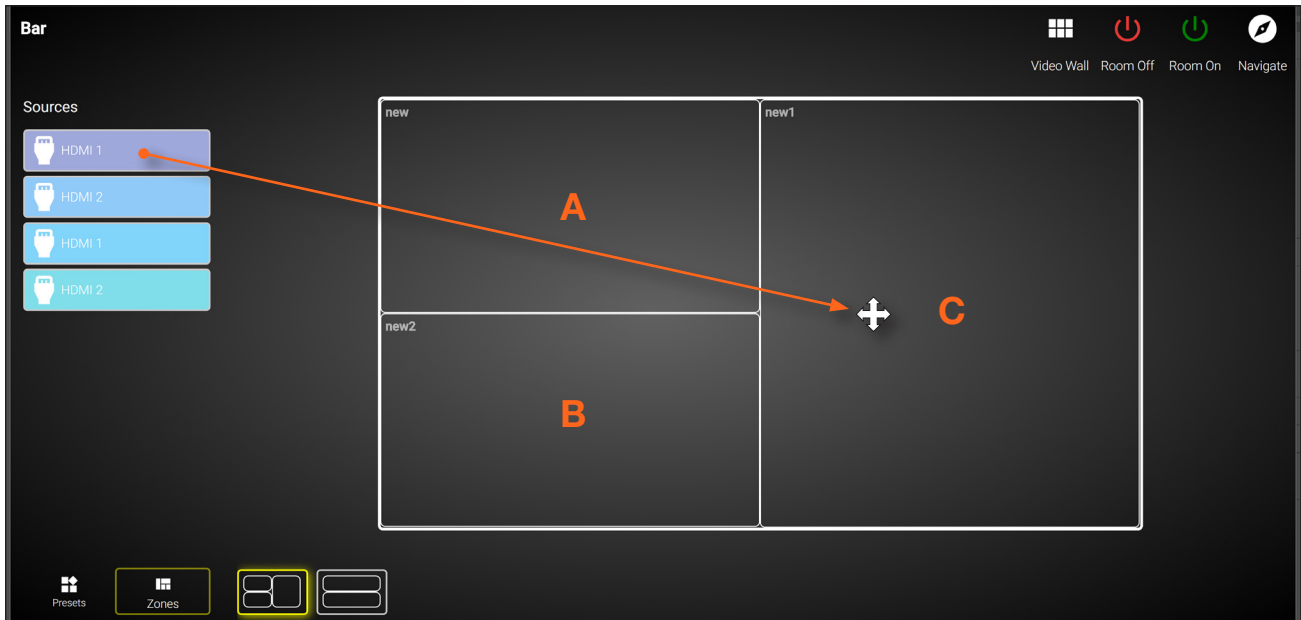 Bar
Video Wall
Room Off
Room On
Navigate
Sources
HDMI 1
HDMI 2
HDMI 1
HDMI 2
new
new1
A
C
new2
B
Presets
Zones